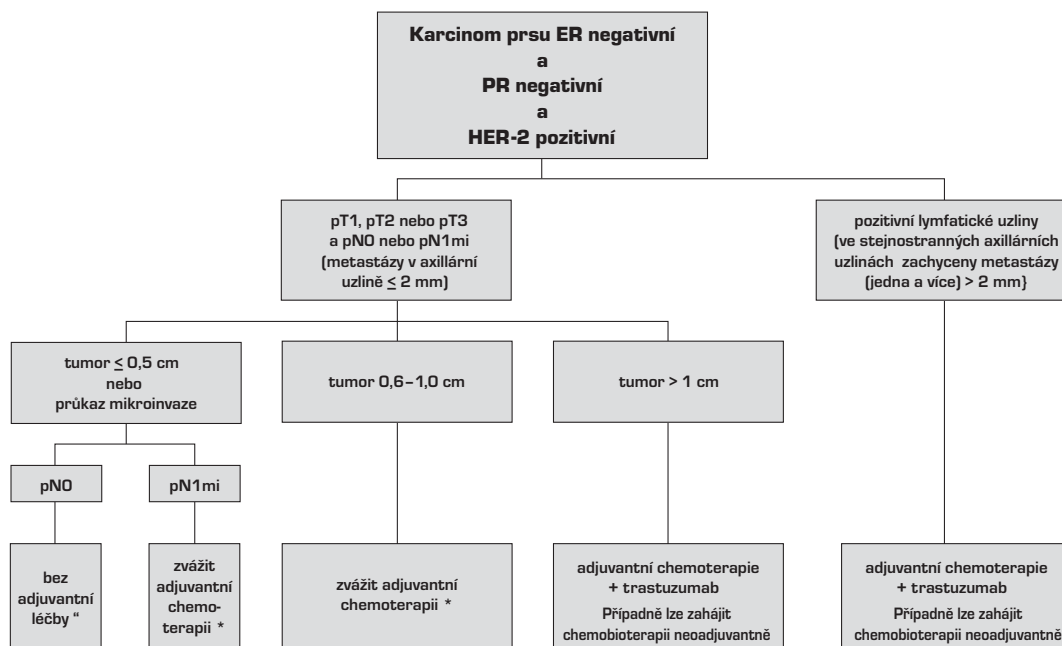 Karcinom prsu ER negativní
a
PR negativní
a
HER-2 pozitivní
pT1, pT2 nebo pT3
a pN0 nebo pN1mi
(metastázy v axillární
uzlině ≤ 2 mm)
pozitivní lymfatické uzliny
(ve stejnostranných axillárních
uzlinách zachyceny metastázy
(jedna a více) > 2 mm}
tumor ≤ 0,5 cm
nebo
průkaz mikroinvaze
tumor 0,6–1,0 cm
tumor > 1 cm
pN0
pN1mi
bez
adjuvantní
léčby “
zvážit
adjuvantní
chemo-
terapii *
zvážit adjuvantní
chemoterapii *
adjuvantní chemoterapie
+ trastuzumab
Případně lze zahájit
chemobioterapii neoadjuvantně
adjuvantní chemoterapie
+ trastuzumab
Případně lze zahájit
chemobioterapii neoadjuvantně